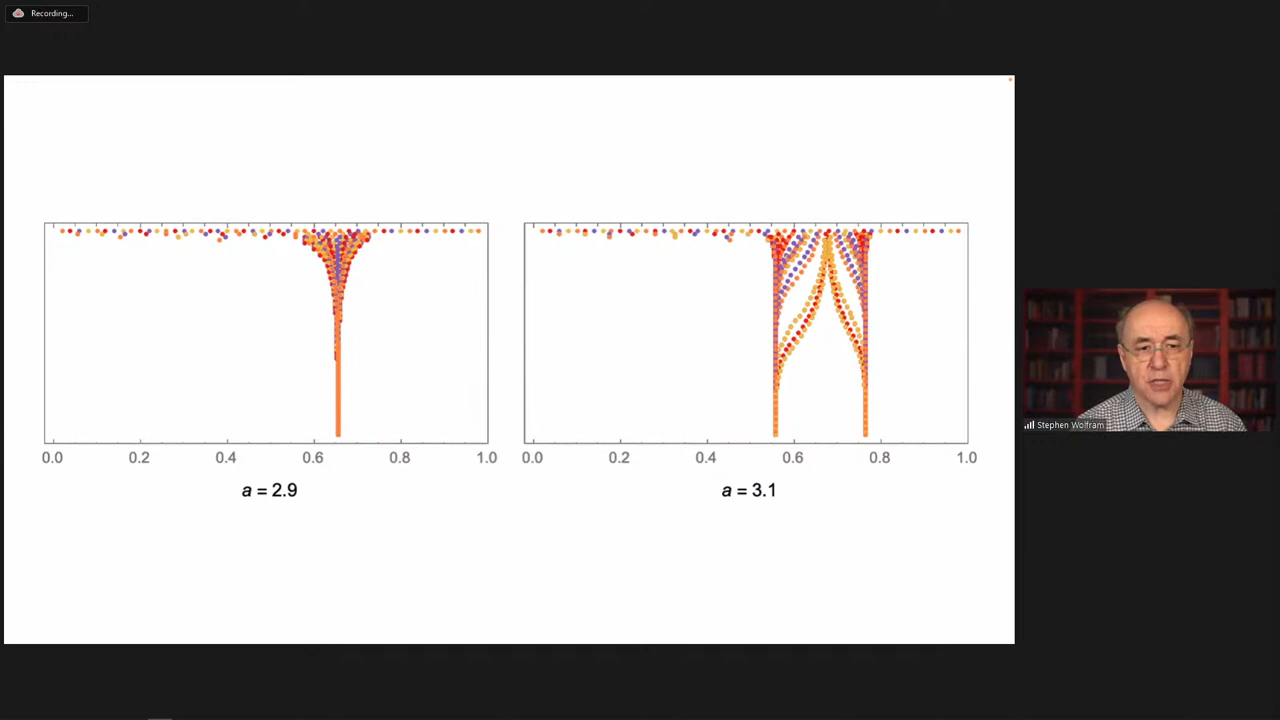 Recording...
0.0 0.2 0.4 0.6 0.8 1.0
0.0 0.2 0.4 0.6 0.8 1.0
a = 2.9
a = 3.1
Stephen Wolfram